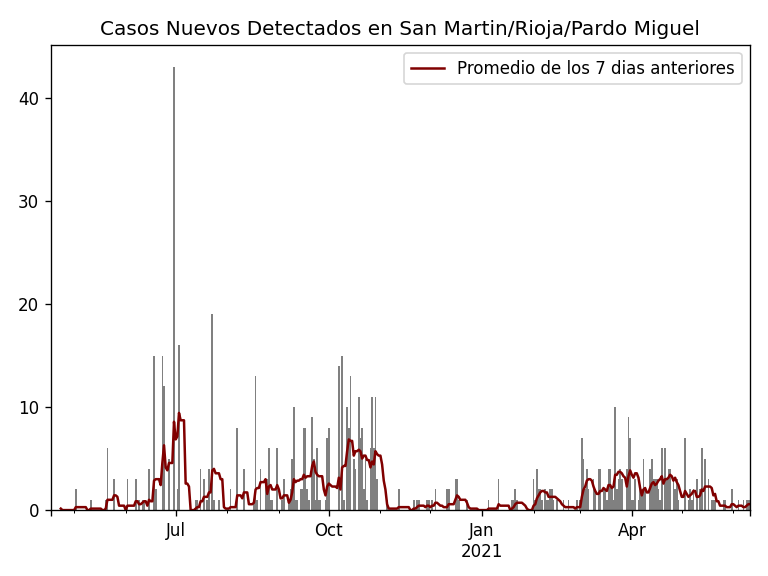 Casos Nuevos Detectados en San Martin/Rioja/Pardo Miguel
Promedio de los 7 dias anteriores
40
30
20
10
0
Jul
Oct
Jan
2021
Apr